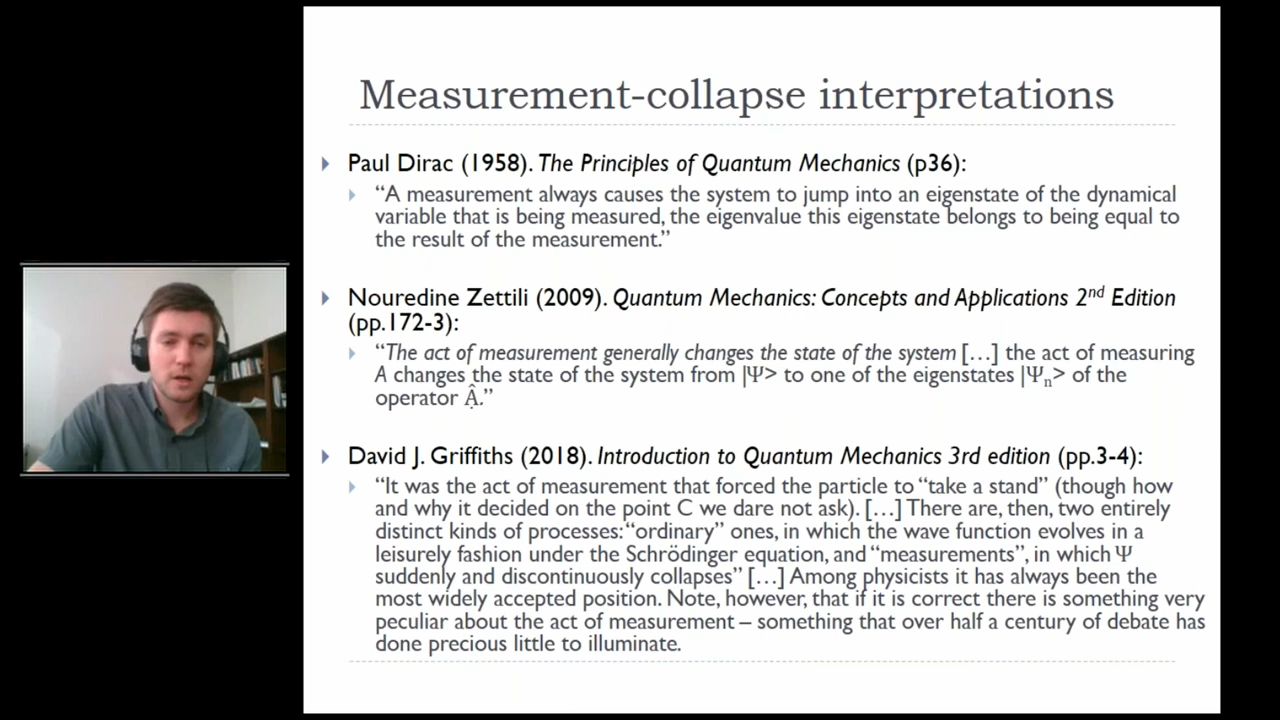 Measurement-collapse interpretations
Paul Dirac (1958). The Principles of Quantum Mechanics (p36):
“A measurement always causes the system to jump into an eigenstate of the dynamical
variable that is being measured, the eigenvalue this eigenstate belongs to being equal to
the result of the measurement.”
Nouredine Zettili (2009). Quantum Mechanics: Concepts and Applications 2nd Edition
(pp.172-3):
“The act of measurement generally changes the state of the system […] the act of measuring
A changes the state of the system from |Ψ> to one of the eigenstates |Ψn> of the
operator Â.”
David J. Griffiths (2018). Introduction to Quantum Mechanics 3rd edition (pp.3-4):
“It was the act of measurement that forced the particle to “take a stand” (though how
and why it decided on the point C we dare not ask). […] There are, then, two entirely
distinct kinds of processes: “ordinary” ones, in which the wave function evolves in a
leisurely fashion under the Schrödinger equation, and “measurements”, in which Ψ
suddenly and discontinuously collapses” […] Among physicists it has always been the
most widely accepted position. Note, however, that if it is correct there is something very
peculiar about the act of measurement – something that over half a century of debate has
done precious little to illuminate.